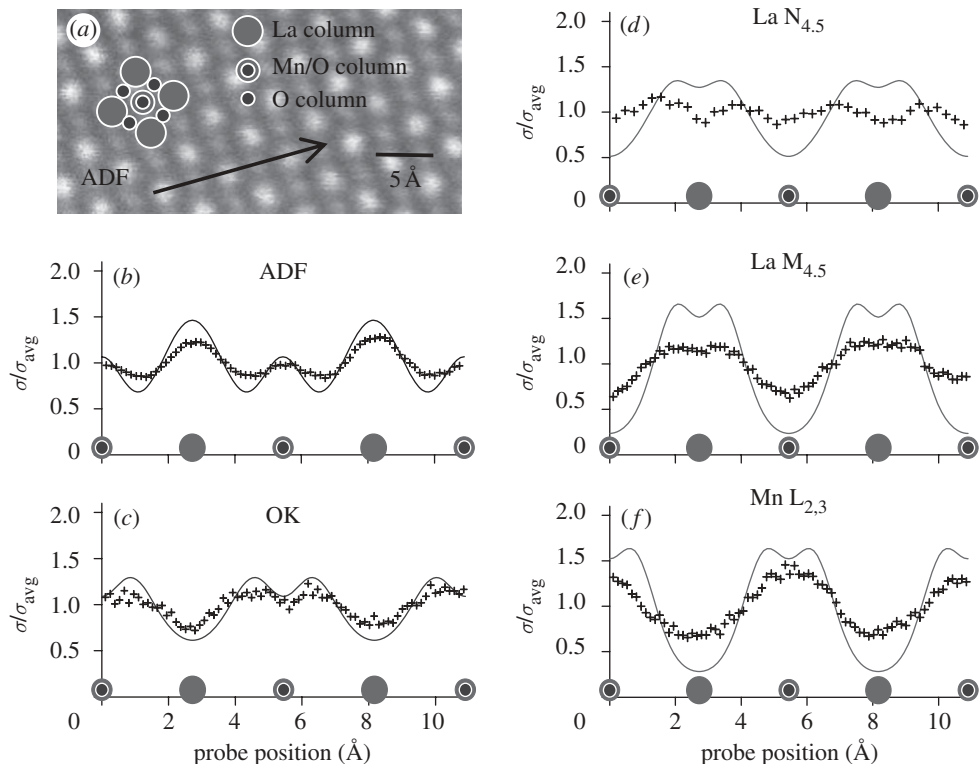 (a)
La column
Mn/O column
O column
ADF
5 Å
(b)
ADF
2.0
1.5
1.0
0.5
0
σ/σavg
(c)
OK
2.0
1.5
1.0
0.5
0
σ/σavg
0 2 4 6 8 10
probe position (Å)
(d)
La N4.5
2.0
1.5
1.0
0.5
0
σ/σavg
(e)
La M4.5
2.0
1.5
1.0
0.5
0
σ/σavg
(f)
Mn L2,3
2.0
1.5
1.0
0.5
0
σ/σavg
2 4 6 8 10
probe position (Å)